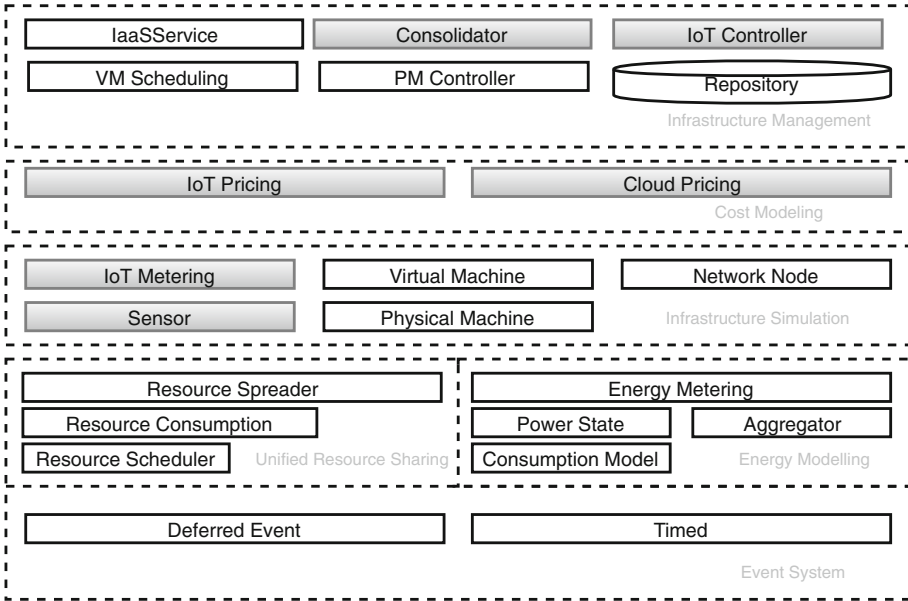 IaaSService
Consolidator
IoT Controller
VM Scheduling
PM Controller
Repository
Infrastructure Management
IoT Pricing
Cloud Pricing
Cost Modeling
IoT Metering
Virtual Machine
Network Node
Sensor
Physical Machine
Infrastructure Simulation
Resource Spreader
Resource Consumption
Resource Scheduler
Unified Resource Sharing
Energy Metering
Power State
Aggregator
Consumption Model
Energy Modelling
Deferred Event
Timed
Event System